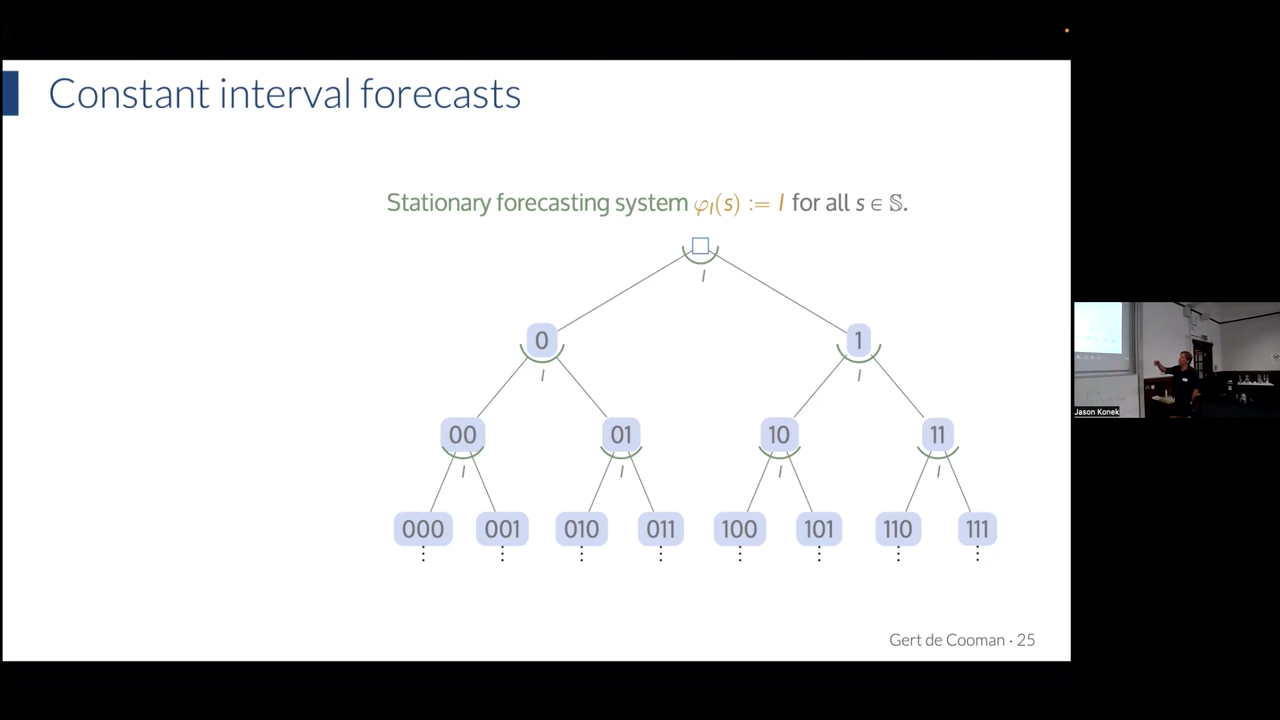 Constant interval forecasts
Stationary forecasting system φI(s) := I for all s ∈ 𝕊.
□
I
0 1
I I
00 01 10 11
I I I I
000 001 010 011 100 101 110 111
Gert de Cooman · 25
Jason Konek